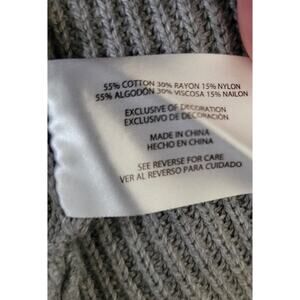 55% COTTON 30% RAYON 15% NYLON
55% ALGODÓN 30% VISCOSA 15% NAILON
EXCLUSIVE OF DECORATION
EXCLUSIVO DE DECORACIÓN
MADE IN CHINA
HECHO EN CHINA
SEE REVERSE FOR CARE
VER AL REVERSO PARA CUIDADO